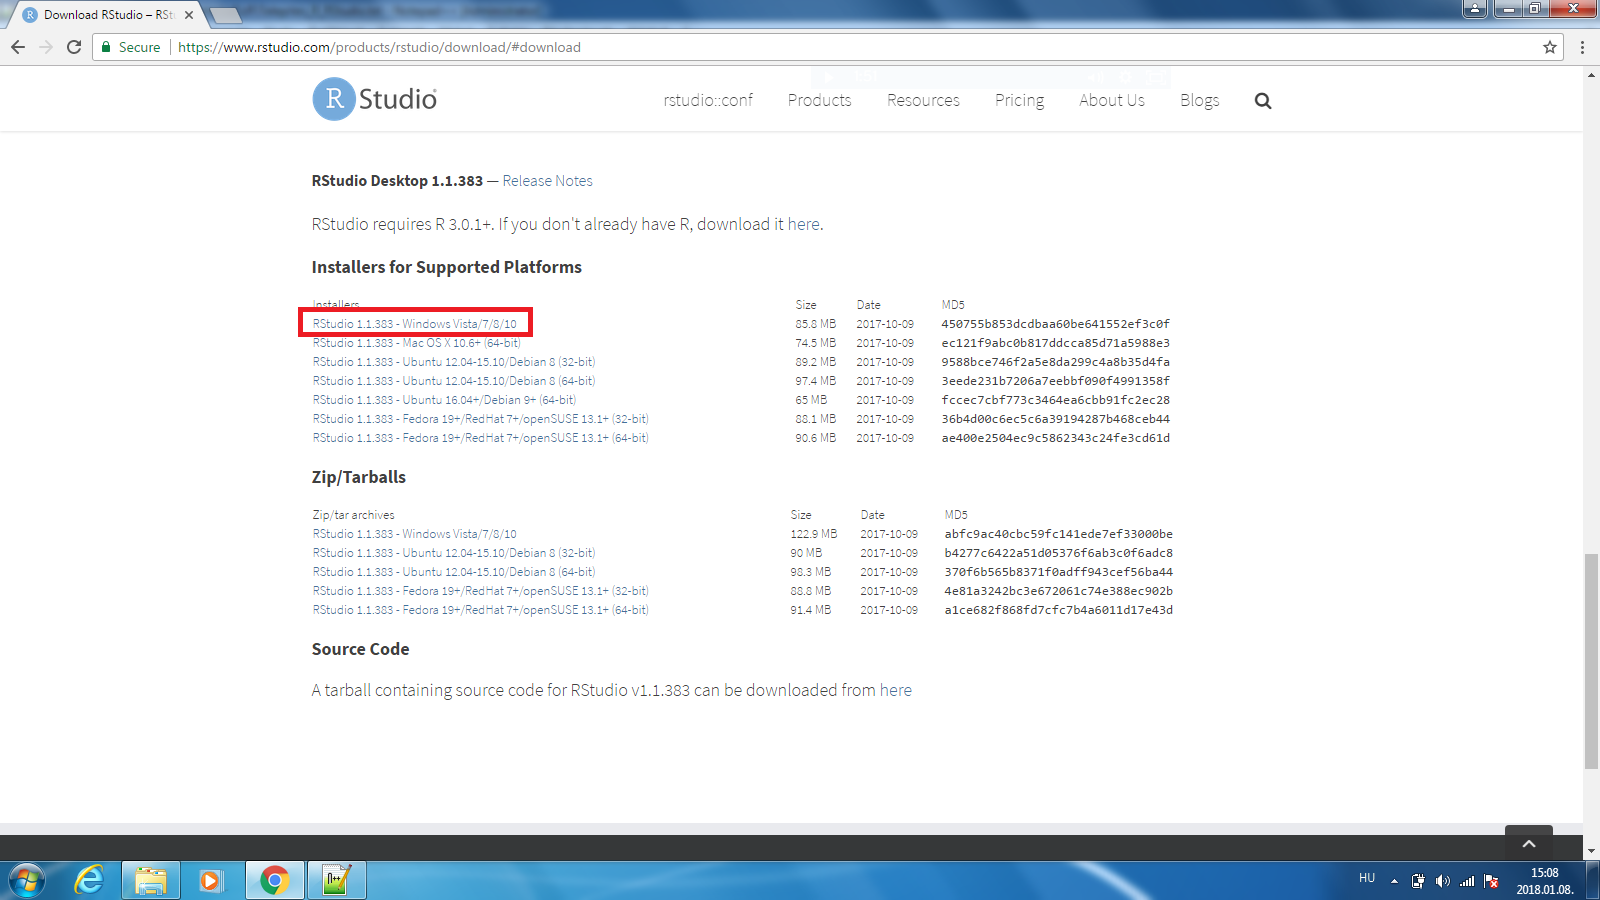 Download RStudio – RSt
Secure
https://www.rstudio.com/products/rstudio/download/#download
R Studio
rstudio::conf Products Resources Pricing About Us Blogs
RStudio Desktop 1.1.383 — Release Notes
RStudio requires R 3.0.1+. If you don't already have R, download it here.
Installers for Supported Platforms
Installers Size Date MD5
RStudio 1.1.383 - Windows Vista/7/8/10 85.8 MB 2017-10-09 450755b853dcdbaa60be641552ef3c0f
RStudio 1.1.383 - Mac OS X 10.6+ (64-bit) 74.5 MB 2017-10-09 ec121f9abc0b817ddcca85d71a5988e3
RStudio 1.1.383 - Ubuntu 12.04-15.10/Debian 8 (32-bit) 89.2 MB 2017-10-09 9588bce746f2a5e8da299c4a8b35d4fa
RStudio 1.1.383 - Ubuntu 12.04-15.10/Debian 8 (64-bit) 97.4 MB 2017-10-09 3eede231b7206a7eebbf090f4991358f
RStudio 1.1.383 - Ubuntu 16.04+/Debian 9+ (64-bit) 65 MB 2017-10-09 fccec7cbf773c3464ea6cbb91fc2ec28
RStudio 1.1.383 - Fedora 19+/RedHat 7+/openSUSE 13.1+ (32-bit) 88.1 MB 2017-10-09 36b4d00c6ec5c6a39194287b468ceb44
RStudio 1.1.383 - Fedora 19+/RedHat 7+/openSUSE 13.1+ (64-bit) 90.6 MB 2017-10-09 ae400e2504ec9c5862343c24fe3cd61d
Zip/Tarballs
Zip/tar archives Size Date MD5
RStudio 1.1.383 - Windows Vista/7/8/10 122.9 MB 2017-10-09 abfc9ac40cbc59fc141ede7ef33000be
RStudio 1.1.383 - Ubuntu 12.04-15.10/Debian 8 (32-bit) 90 MB 2017-10-09 b4277c6422a51d05376f6ab3c0f6adc8
RStudio 1.1.383 - Ubuntu 12.04-15.10/Debian 8 (64-bit) 98.3 MB 2017-10-09 370f6b565b8371f0adff943cef56ba44
RStudio 1.1.383 - Fedora 19+/RedHat 7+/openSUSE 13.1+ (32-bit) 88.8 MB 2017-10-09 4e81a3242bc3e672061c74e388ec902b
RStudio 1.1.383 - Fedora 19+/RedHat 7+/openSUSE 13.1+ (64-bit) 91.4 MB 2017-10-09 a1ce682f868fd7cfc7b4a6011d17e43d
Source Code
A tarball containing source code for RStudio v1.1.383 can be downloaded from here
HU
15:08
2018.01.08.